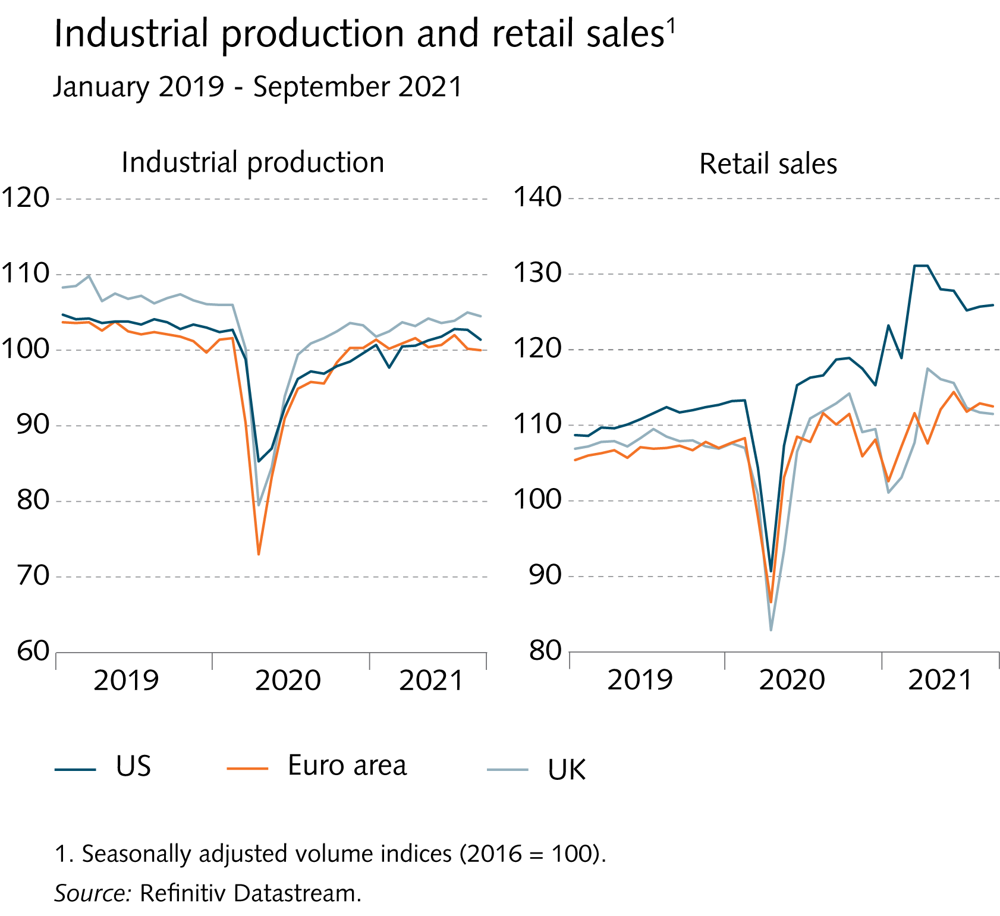 Industrial production and retail sales¹
January 2019 - September 2021
Industrial production
120
110
100
90
80
70
60
2019 2020 2021
Retail sales
140
130
120
110
100
90
80
2019 2020 2021
US Euro area UK
1. Seasonally adjusted volume indices (2016 = 100).
Source: Refinitiv Datastream.